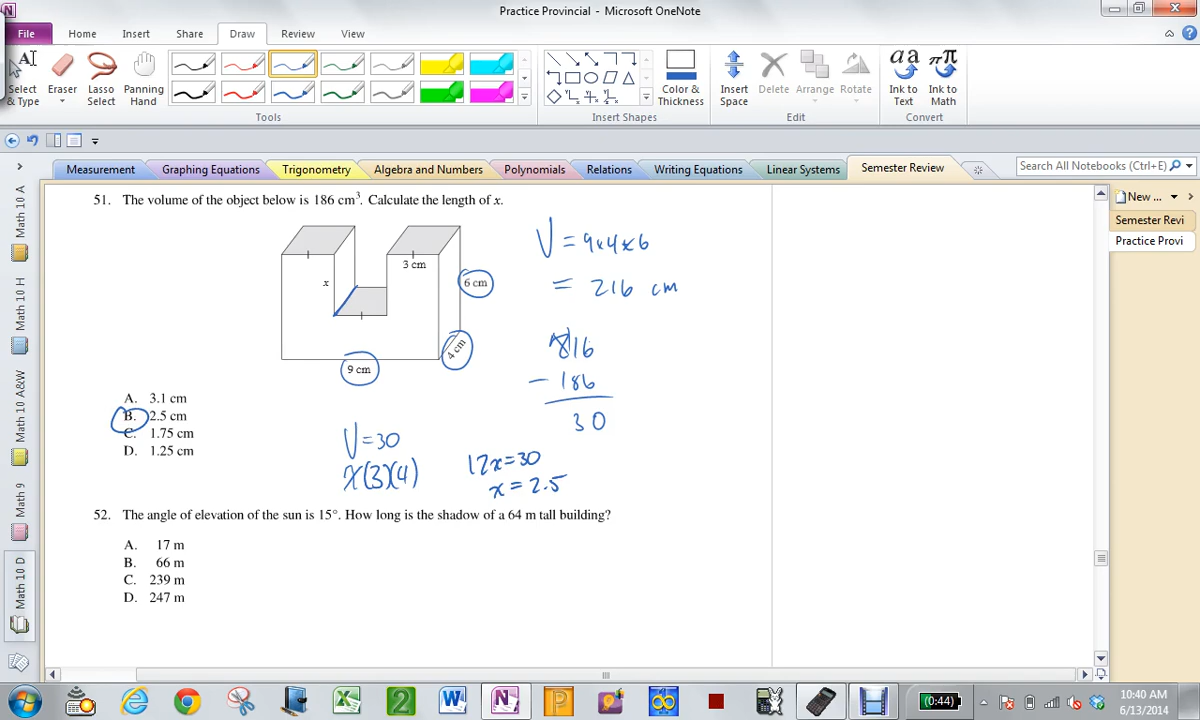 Practice Provincial - Microsoft OneNote
File Home Insert Share Draw Review View
Select & Type
Eraser
Lasso Select
Panning Hand
Color & Thickness
Insert Space
Delete
Arrange
Rotate
Ink to Text
Ink to Math
Tools
Insert Shapes
Edit
Convert
Measurement Graphing Equations Trigonometry Algebra and Numbers Polynomials Relations Writing Equations Linear Systems Semester Review
Search All Notebooks (Ctrl+E)
New ...
Semester Revi
Practice Provi
Math 10 A
Math 10 H
Math 10 A&W
Math 9
Math 10 D
51. The volume of the object below is 186 cm³. Calculate the length of x.
3 cm
x
6 cm
4 cm
9 cm
V = 9x4x6
= 216 cm
816
- 186
30
A. 3.1 cm
B. 2.5 cm
C. 1.75 cm
D. 1.25 cm
V=30
x(3)(4)
12x=30
x = 2.5
52. The angle of elevation of the sun is 15°. How long is the shadow of a 64 m tall building?
A. 17 m
B. 66 m
C. 239 m
D. 247 m
(0:44)
10:40 AM
6/13/2014